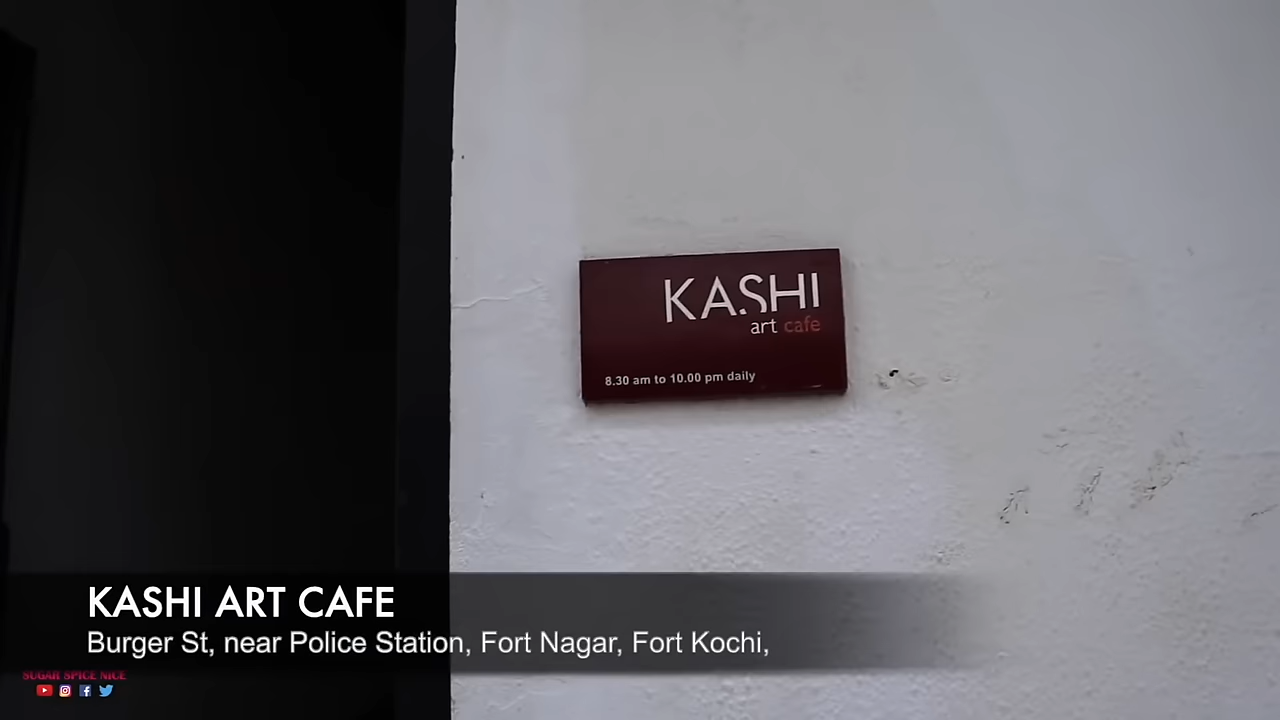 KASHI
art cafe
8.30 am to 10.00 pm daily
KASHI ART CAFE
Burger St, near Police Station, Fort Nagar, Fort Kochi,
SUGAR SPICE NICE